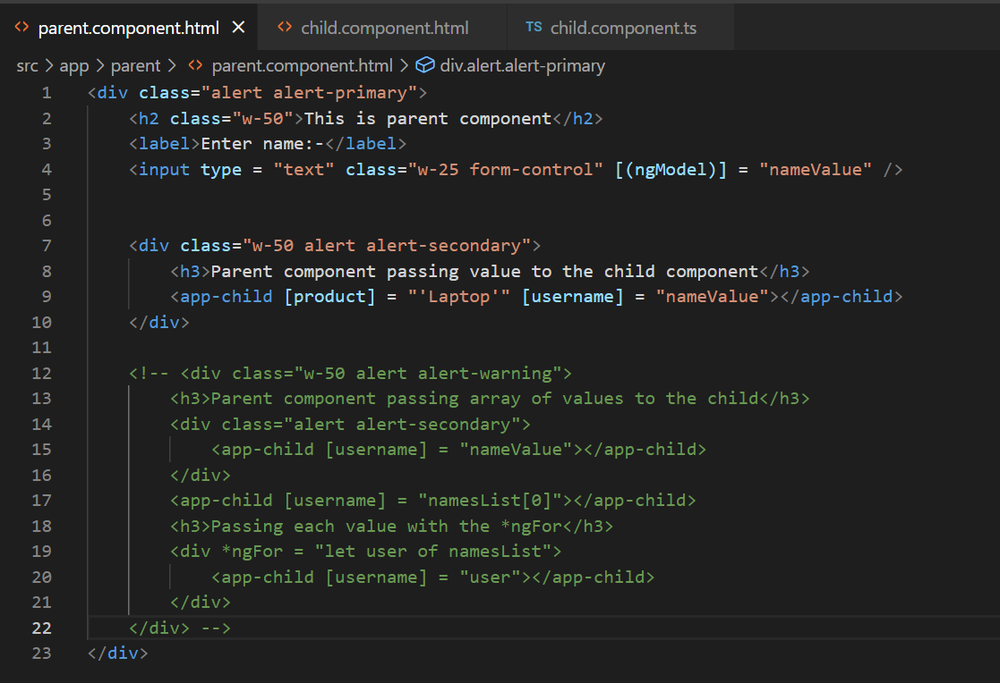 parent.component.html × child.component.html TS child.component.ts
src > app > parent > parent.component.html > div.alert.alert-primary
1 <div class="alert alert-primary">
2 <h2 class="w-50">This is parent component</h2>
3 <label>Enter name:-</label>
4 <input type = "text" class="w-25 form-control" [(ngModel)] = "nameValue" />
5
6
7 <div class="w-50 alert alert-secondary">
8 <h3>Parent component passing value to the child component</h3>
9 <app-child [product] = "'Laptop'" [username] = "nameValue"></app-child>
10 </div>
11
12 <!-- <div class="w-50 alert alert-warning">
13 <h3>Parent component passing array of values to the child</h3>
14 <div class="alert alert-secondary">
15 <app-child [username] = "nameValue"></app-child>
16 </div>
17 <app-child [username] = "namesList[0]"></app-child>
18 <h3>Passing each value with the *ngFor</h3>
19 <div *ngFor = "let user of namesList">
20 <app-child [username] = "user"></app-child>
21 </div>
22 </div> -->
23 </div>